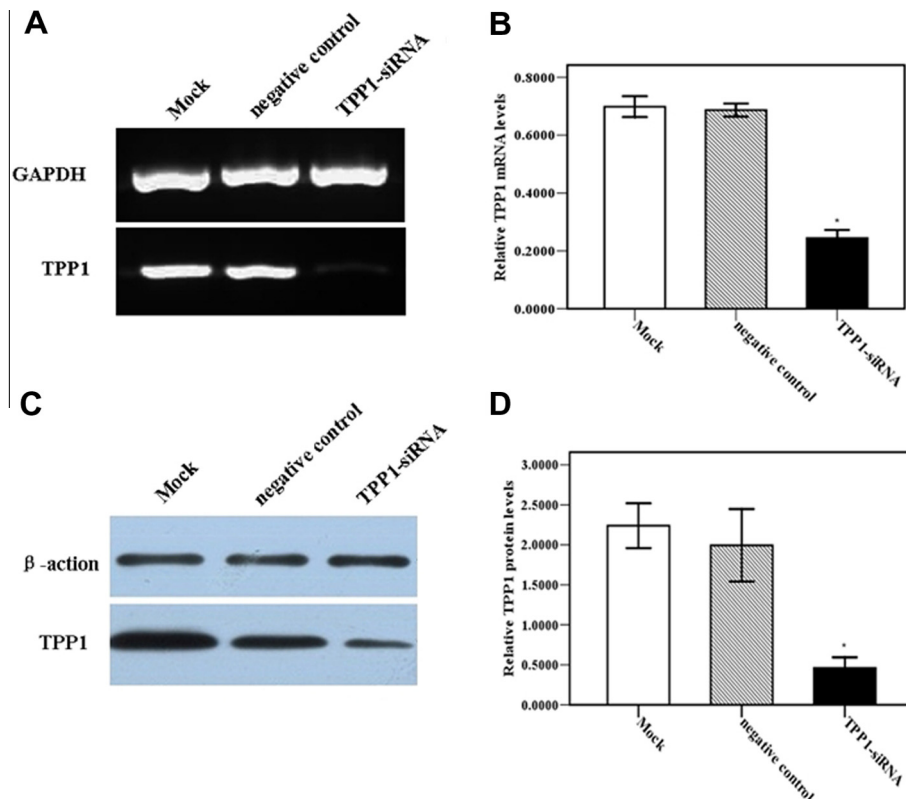 A
Mock
negative control
TPP1-siRNA
GAPDH
TPP1
B
Relative TPP1 mRNA levels
0.8000
0.6000
0.4000
0.2000
0.0000
*
Mock
negative control
TPP1-siRNA
C
Mock
negative control
TPP1-siRNA
β-action
TPP1
D
Relative TPP1 protein levels
3.0000
2.5000
2.0000
1.5000
1.0000
0.5000
0.0000
*
Mock
negative control
TPP1-siRNA